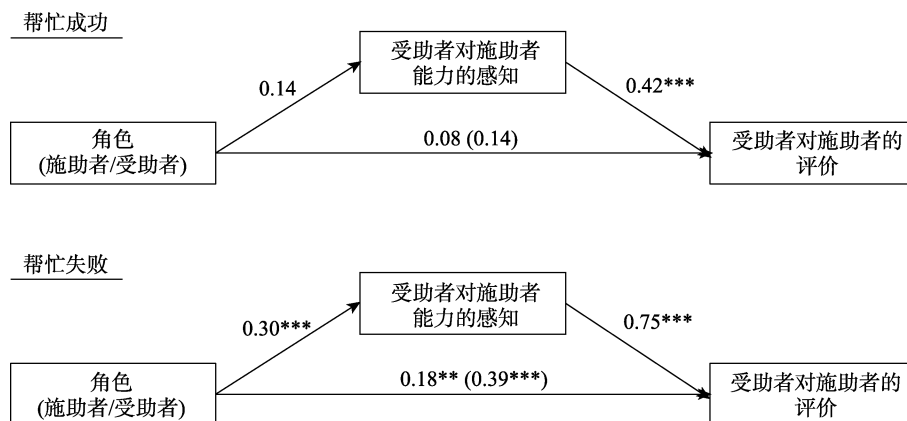 帮忙成功
受助者对施助者
能力的感知
0.14
0.42***
角色
(施助者/受助者)
0.08 (0.14)
受助者对施助者的
评价
帮忙失败
受助者对施助者
能力的感知
0.30***
0.75***
角色
(施助者/受助者)
0.18** (0.39***)
受助者对施助者的
评价